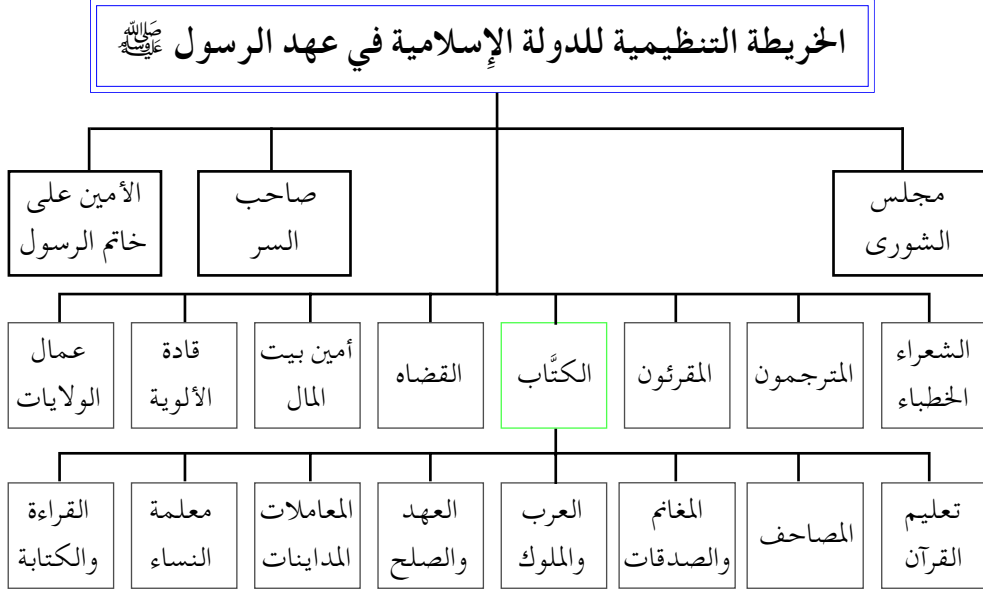 الخريطة التنظيمية للدولة الإِسلامية في عهد الرسول ﷺ
مجلس
الشورى
صاحب
السر
الأمين على
خاتم الرسول
الشعراء
الخطباء
المترجمون
المقرئون
الكتَّاب
القضاه
أمين بيت
المال
قادة
الألوية
عمال
الولايات
تعليم
القرآن
المصاحف
المغانم
والصدقات
العرب
والملوك
العهد
والصلح
المعاملات
المداينات
معلمة
النساء
القراءة
والكتابة